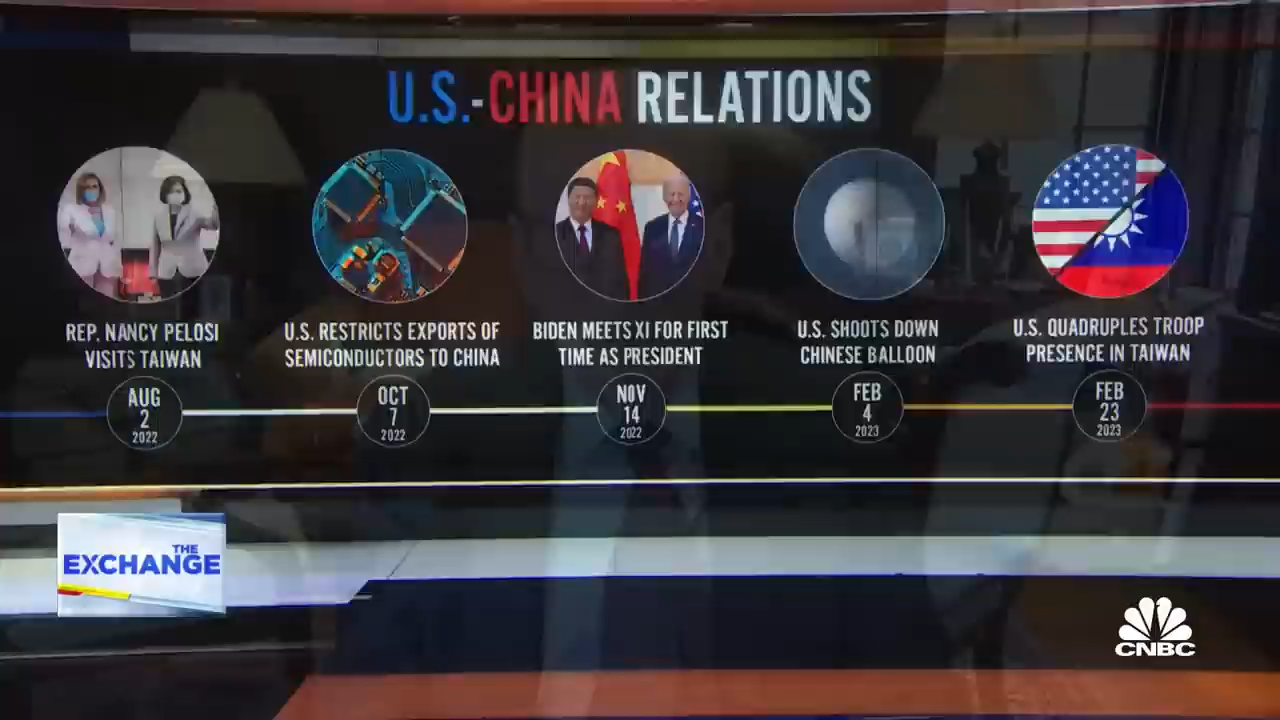 U.S.-CHINA RELATIONS
REP. NANCY PELOSI
VISITS TAIWAN
AUG
2
2022
U.S. RESTRICTS EXPORTS OF
SEMICONDUCTORS TO CHINA
OCT
7
2022
BIDEN MEETS XI FOR FIRST
TIME AS PRESIDENT
NOV
14
2022
U.S. SHOOTS DOWN
CHINESE BALLOON
FEB
4
2023
U.S. QUADRUPLES TROOP
PRESENCE IN TAIWAN
FEB
23
2023
THE
EXCHANGE
CNBC